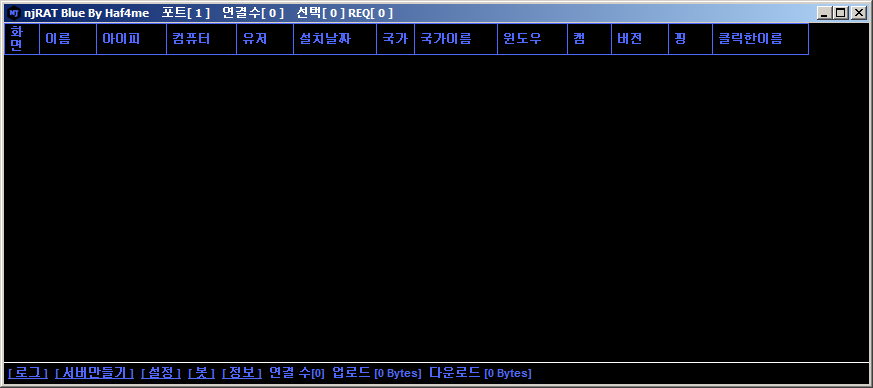 NJ njRAT Blue By Haf4me 포트[ 1 ] 연결수[ 0 ] 선택[ 0 ] REQ[ 0 ]
화면 이름 아이피 컴퓨터 유저 설치날짜 국가 국가이름 윈도우 캠 버전 핑 클릭한이름
[ 로그 ] [ 서버만들기 ] [ 설정 ] [ 봇 ] [ 정보 ] 연결 수[0] 업로드 [0 Bytes] 다운로드 [0 Bytes]